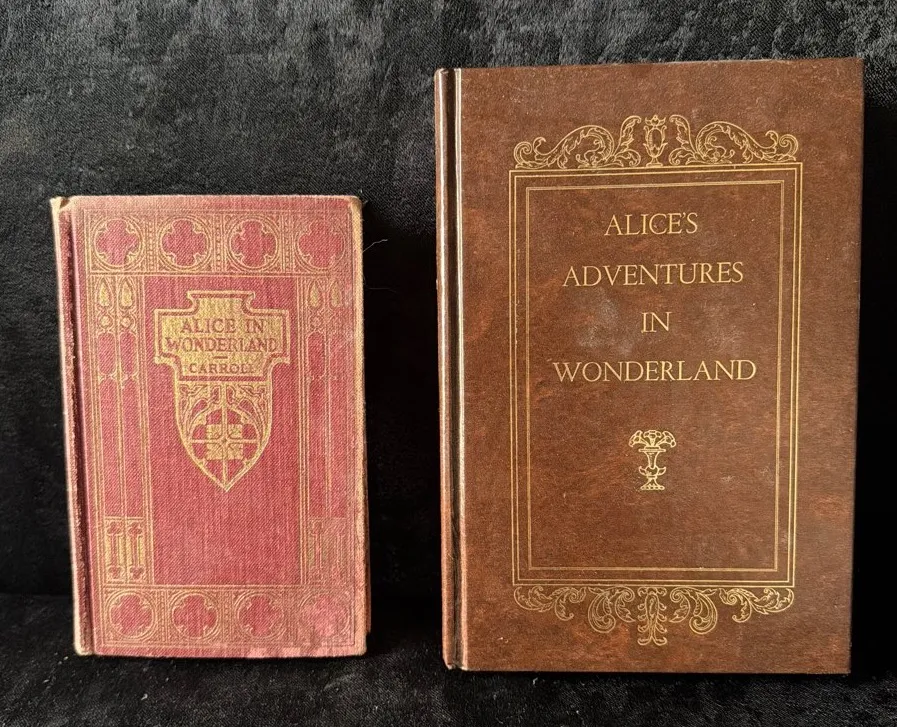 ALICE IN
WONDERLAND
CARROLL
ALICE'S
ADVENTURES
IN
WONDERLAND